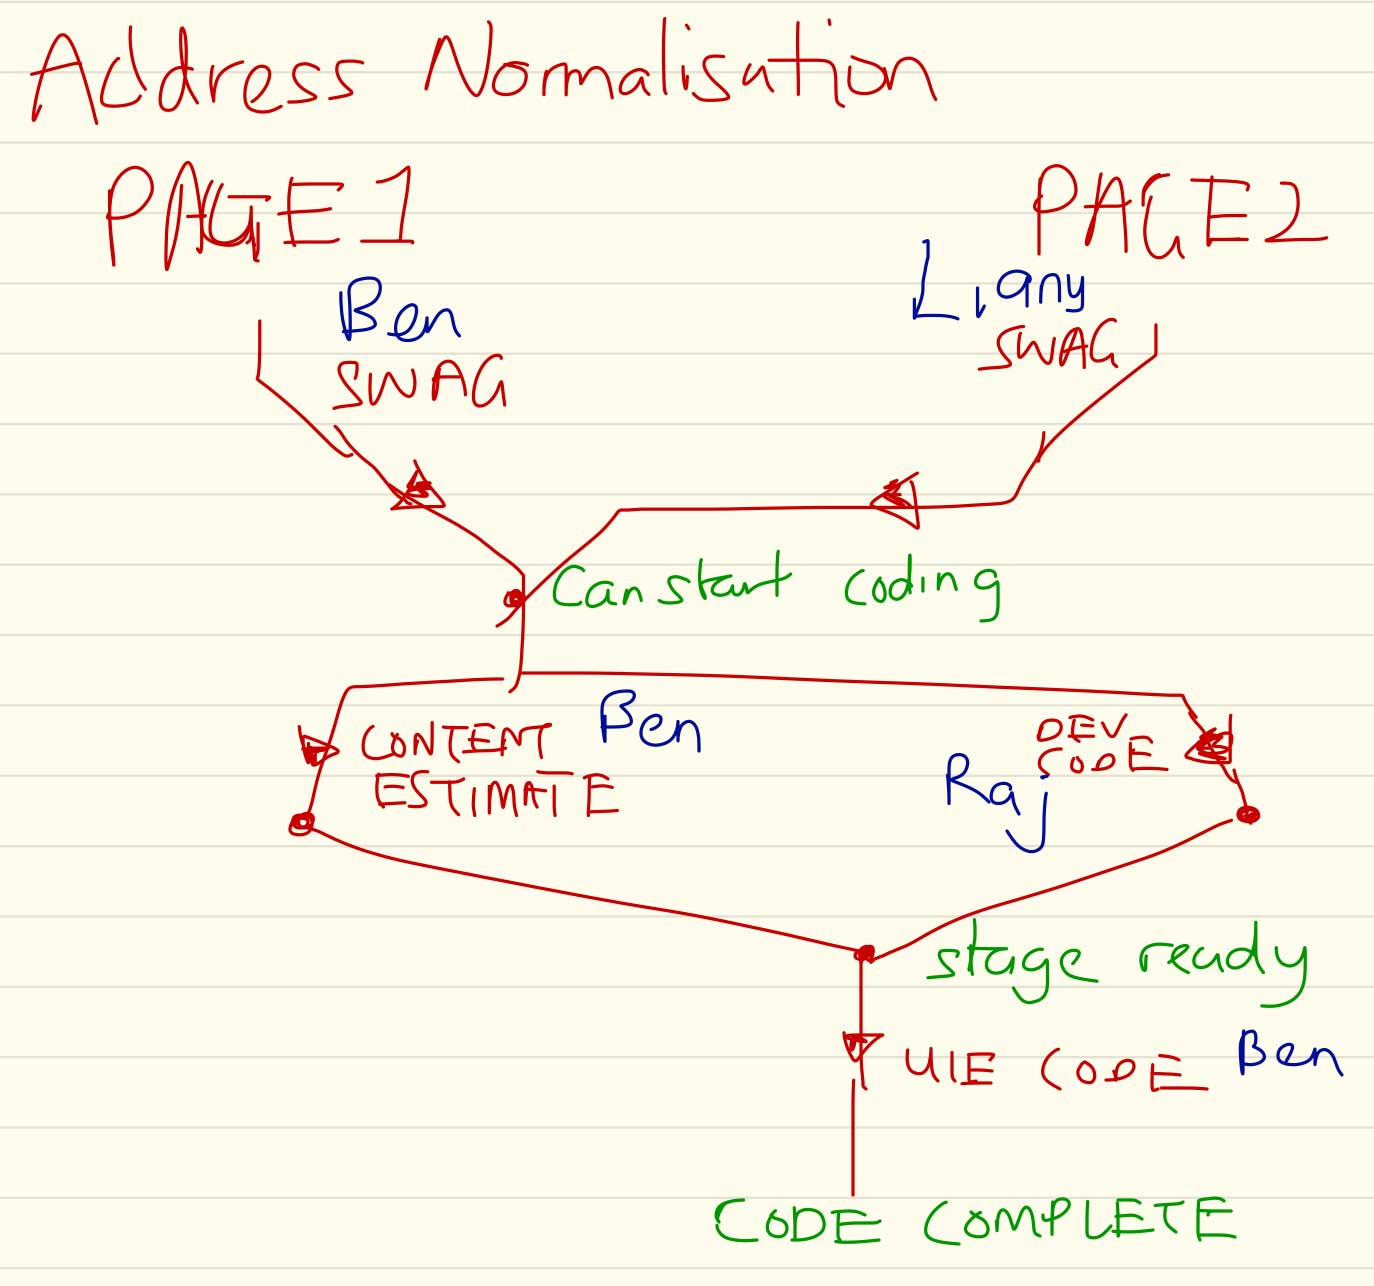 Address Normalisation
PAGE1
PAGE2
Ben
SWAG
Liany
SWAG
Can start coding
CONTENT
ESTIMATE
Ben
DEV
CODE
Raj
stage ready
UIE CODE
Ben
CODE COMPLETE